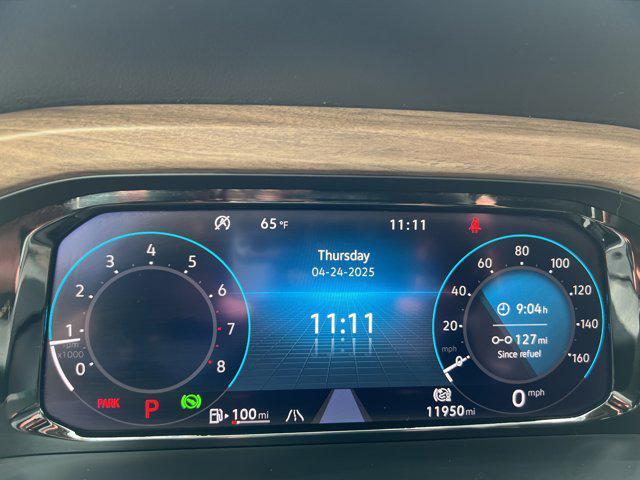 65 °F
11:11
Thursday
04-24-2025
11:11
0
1
2
3
4
5
6
7
8
x1000
PARK
P
100 mi
0
20
40
60
80
100
120
140
160
mph
9:04 h
127 mi
Since refuel
0 mph
11950 mi